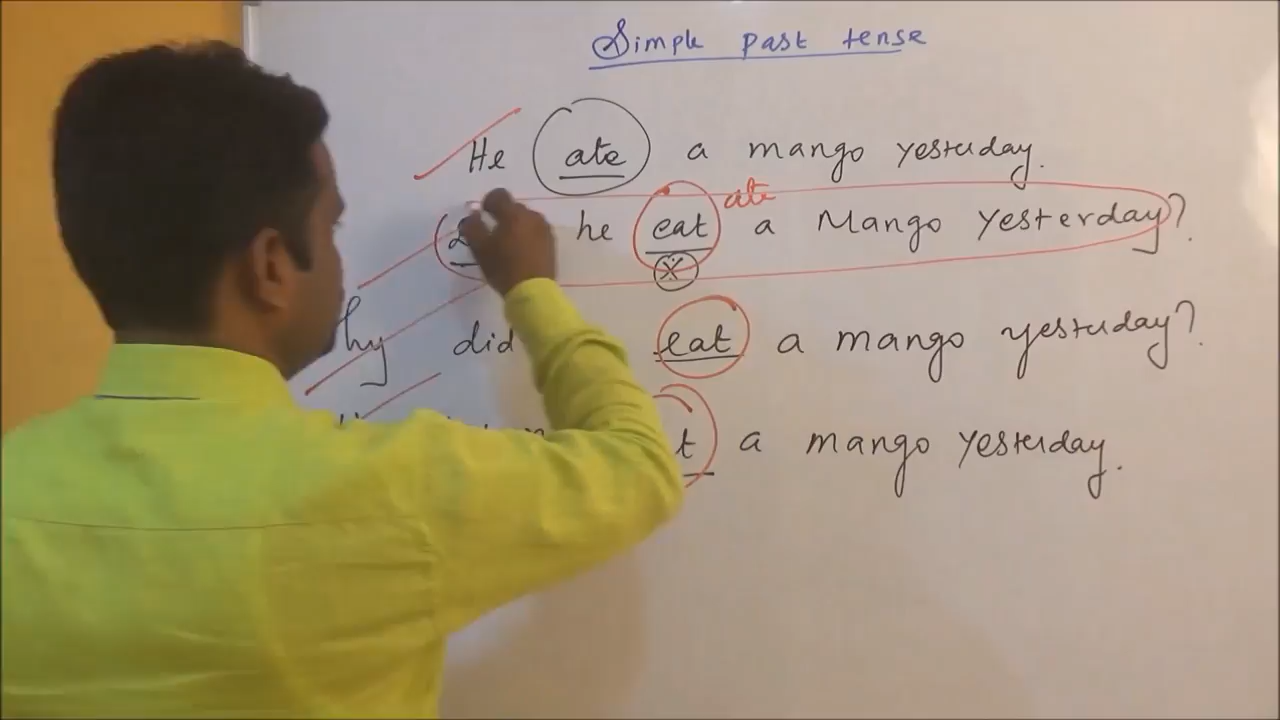 Simple past tense
He ate a mango yesterday.
ate
he eat a Mango yesterday?
did eat a mango yesterday?
a mango yesterday.